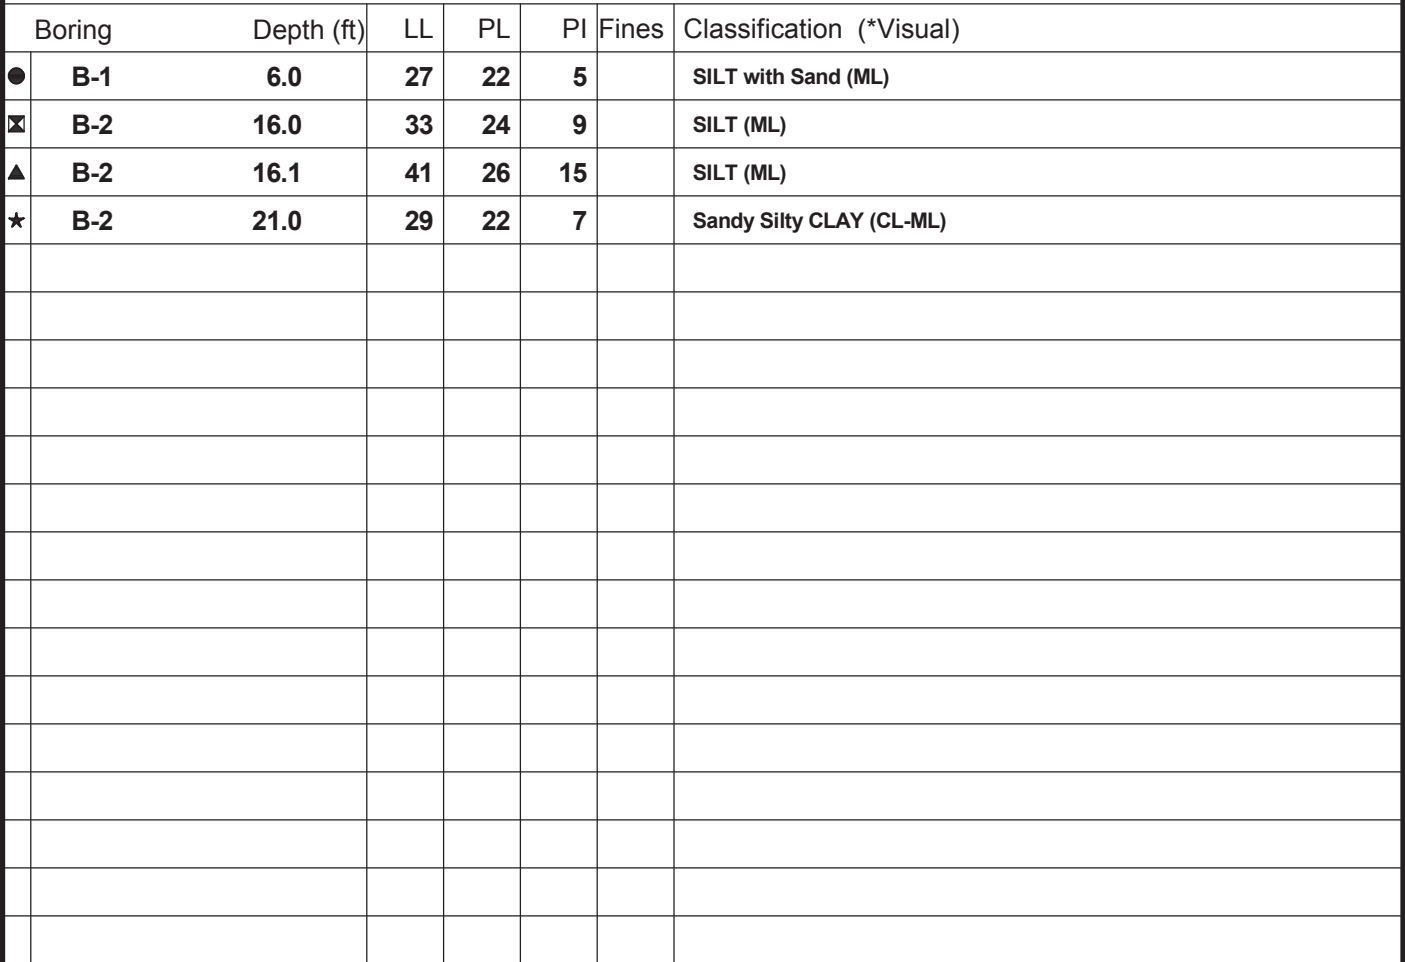 Boring Depth (ft) LL PL PI Fines Classification (*Visual)
B-1 6.0 27 22 5 SILT with Sand (ML)
B-2 16.0 33 24 9 SILT (ML)
B-2 16.1 41 26 15 SILT (ML)
B-2 21.0 29 22 7 Sandy Silty CLAY (CL-ML)